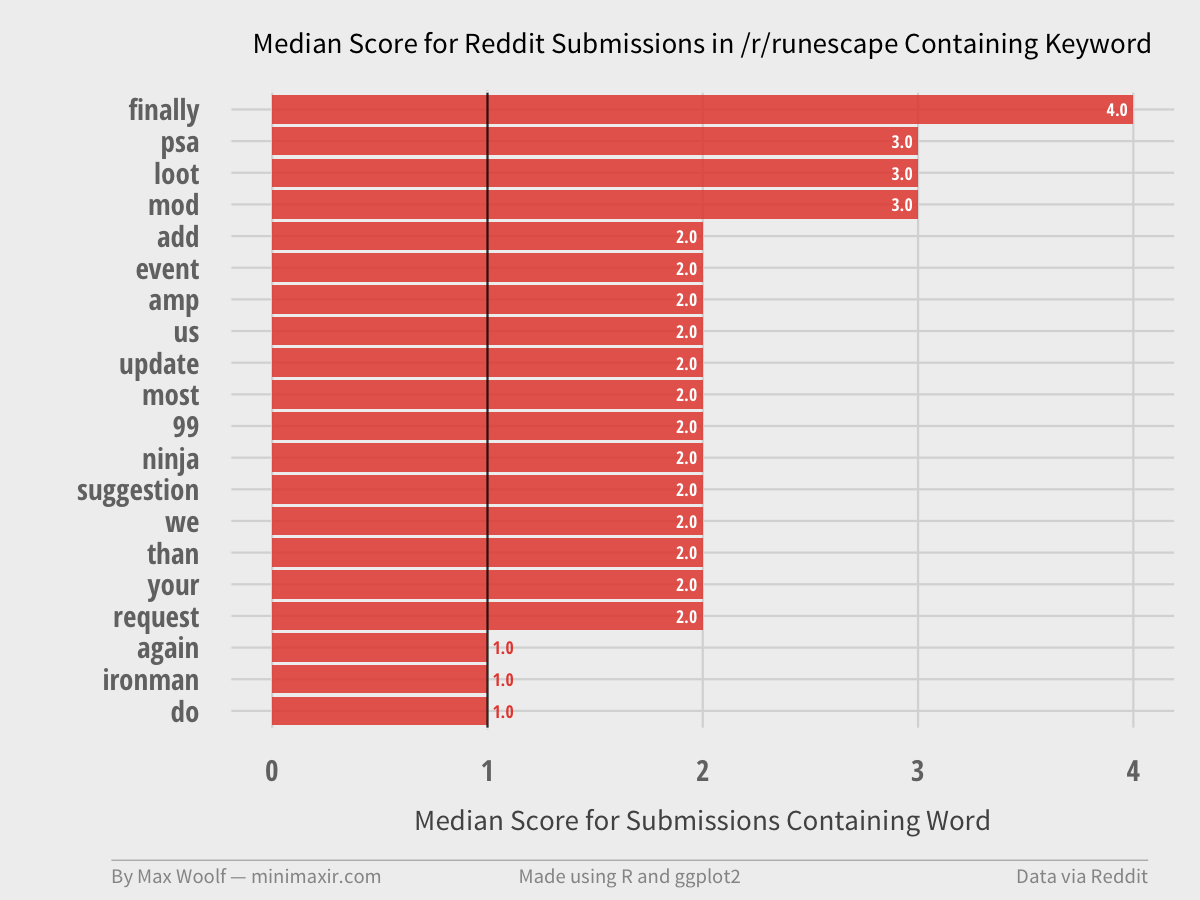 Median Score for Reddit Submissions in /r/runescape Containing Keyword
finally 4.0
psa 3.0
loot 3.0
mod 3.0
add 2.0
event 2.0
amp 2.0
us 2.0
update 2.0
most 2.0
99 2.0
ninja 2.0
suggestion 2.0
we 2.0
than 2.0
your 2.0
request 2.0
again 1.0
ironman 1.0
do 1.0
0 1 2 3 4
Median Score for Submissions Containing Word
By Max Woolf — minimaxir.com Made using R and ggplot2 Data via Reddit